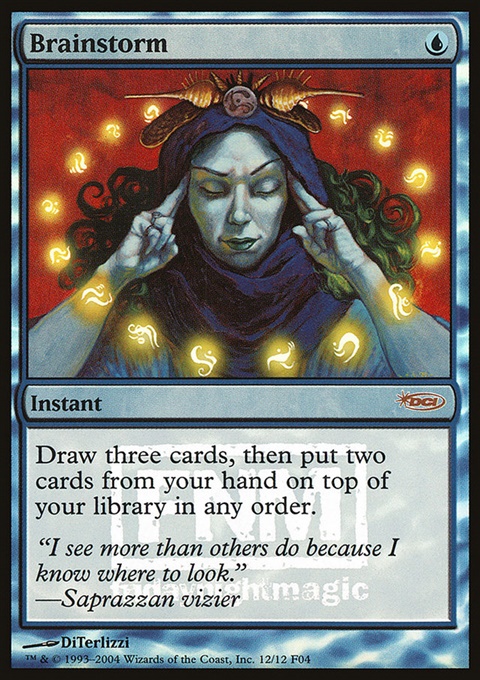 Brainstorm
Instant
DCI
Draw three cards, then put two
cards from your hand on top of
your library in any order.
FNM
“I see more than others do because I
know where to look.”
fridaynightmagic
—Saprazzan vizier
DiTerlizzi
™ & © 1993–2004 Wizards of the Coast, Inc. 12/12 F04